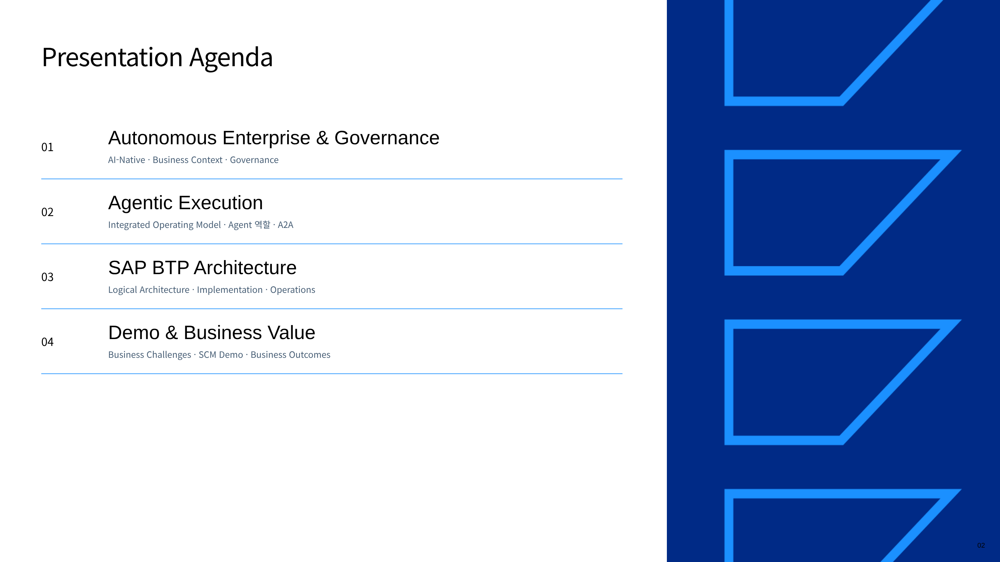 Presentation Agenda
01
Autonomous Enterprise & Governance
AI-Native · Business Context · Governance
02
Agentic Execution
Integrated Operating Model · Agent 역할 · A2A
03
SAP BTP Architecture
Logical Architecture · Implementation · Operations
04
Demo & Business Value
Business Challenges · SCM Demo · Business Outcomes
02